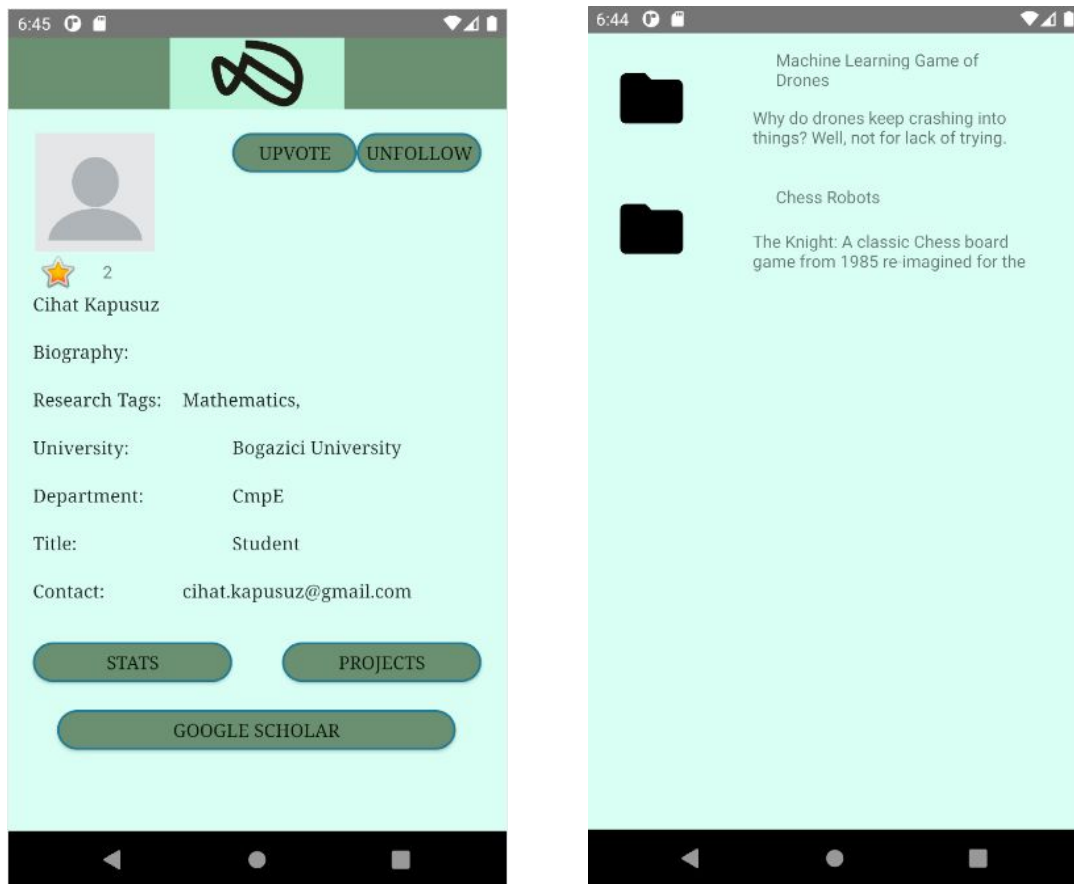 6:45
UPVOTE UNFOLLOW
2
Cihat Kapusuz
Biography:
Research Tags: Mathematics,
University: Bogazici University
Department: CmpE
Title: Student
Contact: cihat.kapusuz@gmail.com
STATS PROJECTS
GOOGLE SCHOLAR
6:44
Machine Learning Game of
Drones
Why do drones keep crashing into
things? Well, not for lack of trying.
Chess Robots
The Knight: A classic Chess board
game from 1985 re-imagined for the